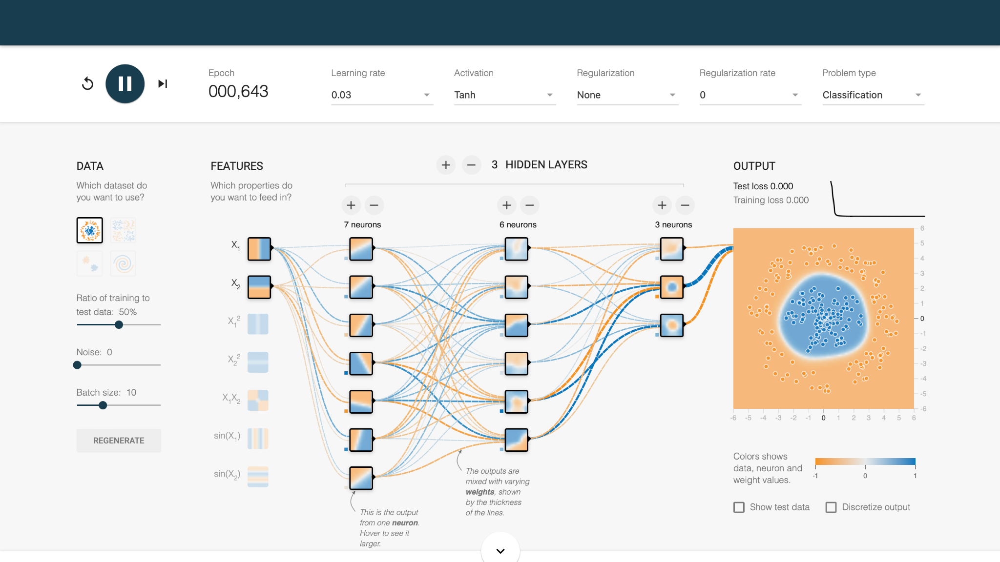 Epoch
000,643
Learning rate
0.03
Activation
Tanh
Regularization
None
Regularization rate
0
Problem type
Classification
DATA
Which dataset do
you want to use?
Ratio of training to
test data: 50%
Noise: 0
Batch size: 10
REGENERATE
FEATURES
Which properties do
you want to feed in?
X1
X2
X1²
X2²
X1X2
sin(X1)
sin(X2)
+ − 3 HIDDEN LAYERS
+ −
7 neurons
+ −
6 neurons
+ −
3 neurons
This is the output
from one neuron.
Hover to see it
larger.
The outputs are
mixed with varying
weights, shown
by the thickness
of the lines.
OUTPUT
Test loss 0.000
Training loss 0.000
6
5
4
3
2
1
0
-1
-2
-3
-4
-5
-6
-6 -5 -4 -3 -2 -1 0 1 2 3 4 5 6
Colors shows
data, neuron and
weight values.
-1 0 1
Show test data
Discretize output